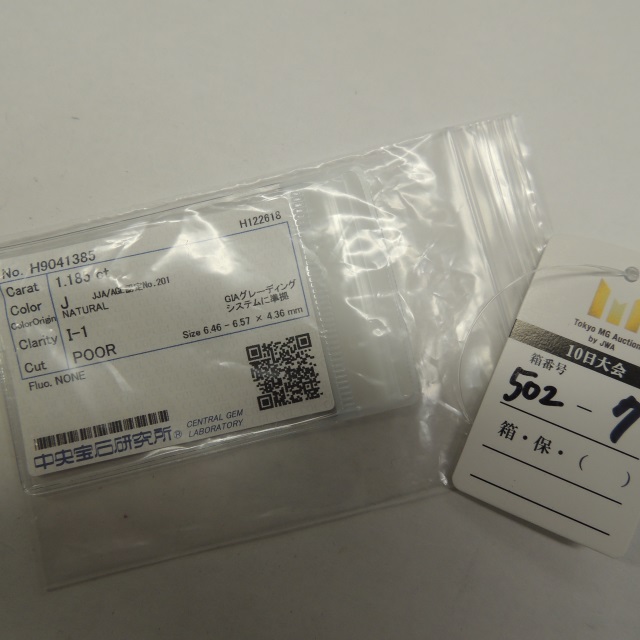 No. H9041385
H122618
Carat 1.183 ct
Color J JJA/AGL No.201
Color Origin NATURAL
GIAグレーディング
システムに準拠
Clarity I-1
Size 6.46 - 6.57 × 4.36 mm
Cut POOR
Fluo. NONE
中央宝石研究所® CENTRAL GEM
LABORATORY
Tokyo MG Auction
by JWA
10日大会
箱番号
502 - 7
箱・保・( )